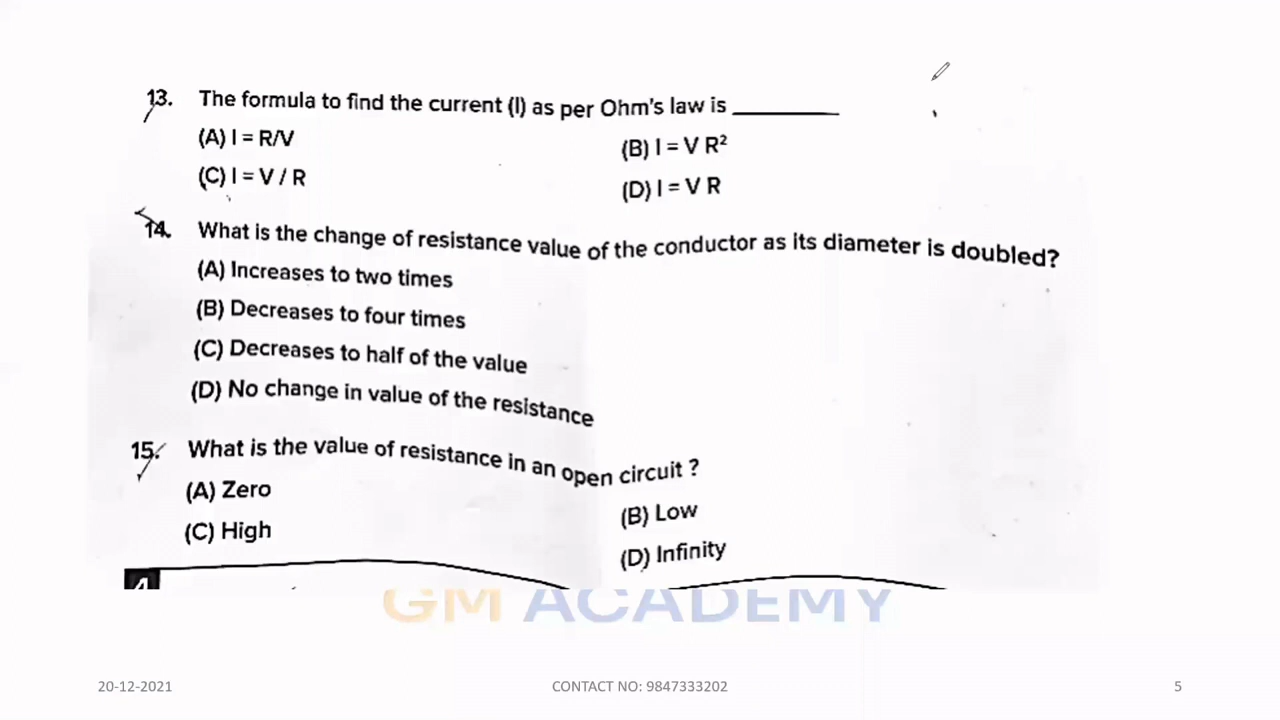 13. The formula to find the current (I) as per Ohm's law is __________
(A) I = R/V
(B) I = V R²
(C) I = V / R
(D) I = V R
14. What is the change of resistance value of the conductor as its diameter is doubled?
(A) Increases to two times
(B) Decreases to four times
(C) Decreases to half of the value
(D) No change in value of the resistance
15. What is the value of resistance in an open circuit ?
(A) Zero
(B) Low
(C) High
(D) Infinity
4
GM ACADEMY
20-12-2021
CONTACT NO: 9847333202
5